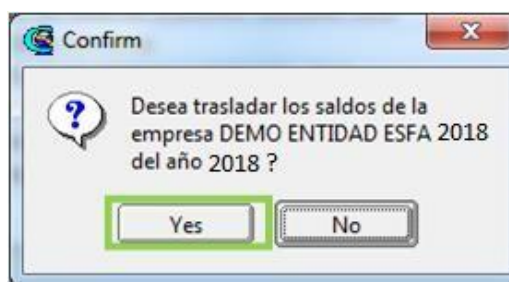 Confirm
Desea trasladar los saldos de la
empresa DEMO ENTIDAD ESFA 2018
del año 2018 ?
Yes
No